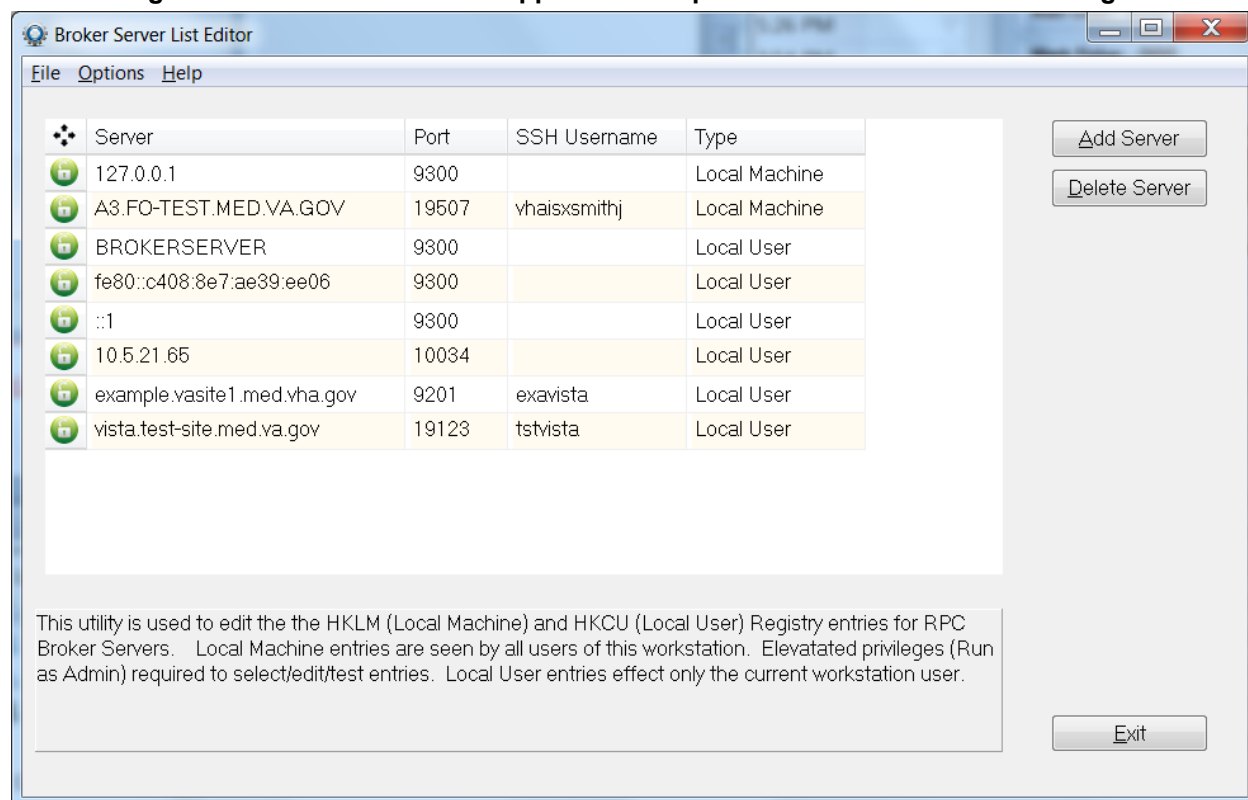 Broker Server List Editor
File Options Help
Server Port SSH Username Type
127.0.0.1 9300 Local Machine
A3.FO-TEST.MED.VA.GOV 19507 vhaisxsmithj Local Machine
BROKERSERVER 9300 Local User
fe80::c408:8e7:ae39:ee06 9300 Local User
::1 9300 Local User
10.5.21.65 10034 Local User
example.vasite1.med.vha.gov 9201 exavista Local User
vista.test-site.med.va.gov 19123 tstvista Local User
Add Server
Delete Server
This utility is used to edit the the HKLM (Local Machine) and HKCU (Local User) Registry entries for RPC
Broker Servers. Local Machine entries are seen by all users of this workstation. Elevatated privileges (Run
as Admin) required to select/edit/test entries. Local User entries effect only the current workstation user.
Exit